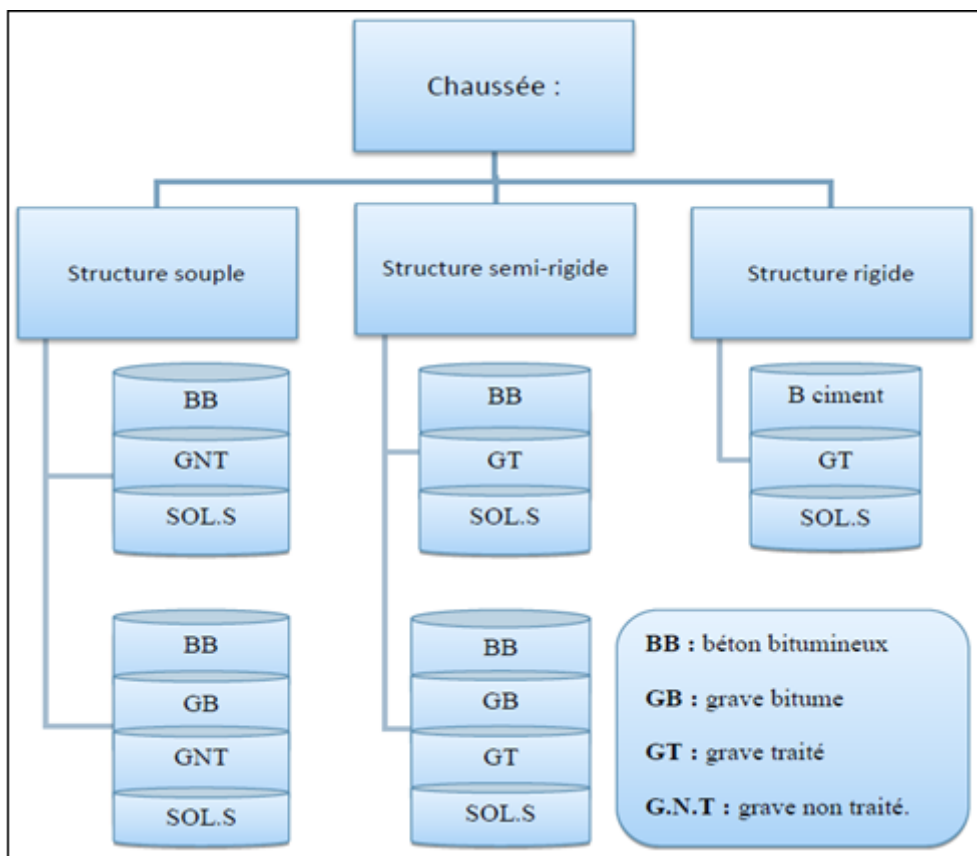 Chaussée :
Structure souple
Structure semi-rigide
Structure rigide
BB
GNT
SOL.S
BB
GT
SOL.S
B ciment
GT
SOL.S
BB
GB
GNT
SOL.S
BB
GB
GT
SOL.S
BB : béton bitumineux
GB : grave bitume
GT : grave traité
G.N.T : grave non traité.